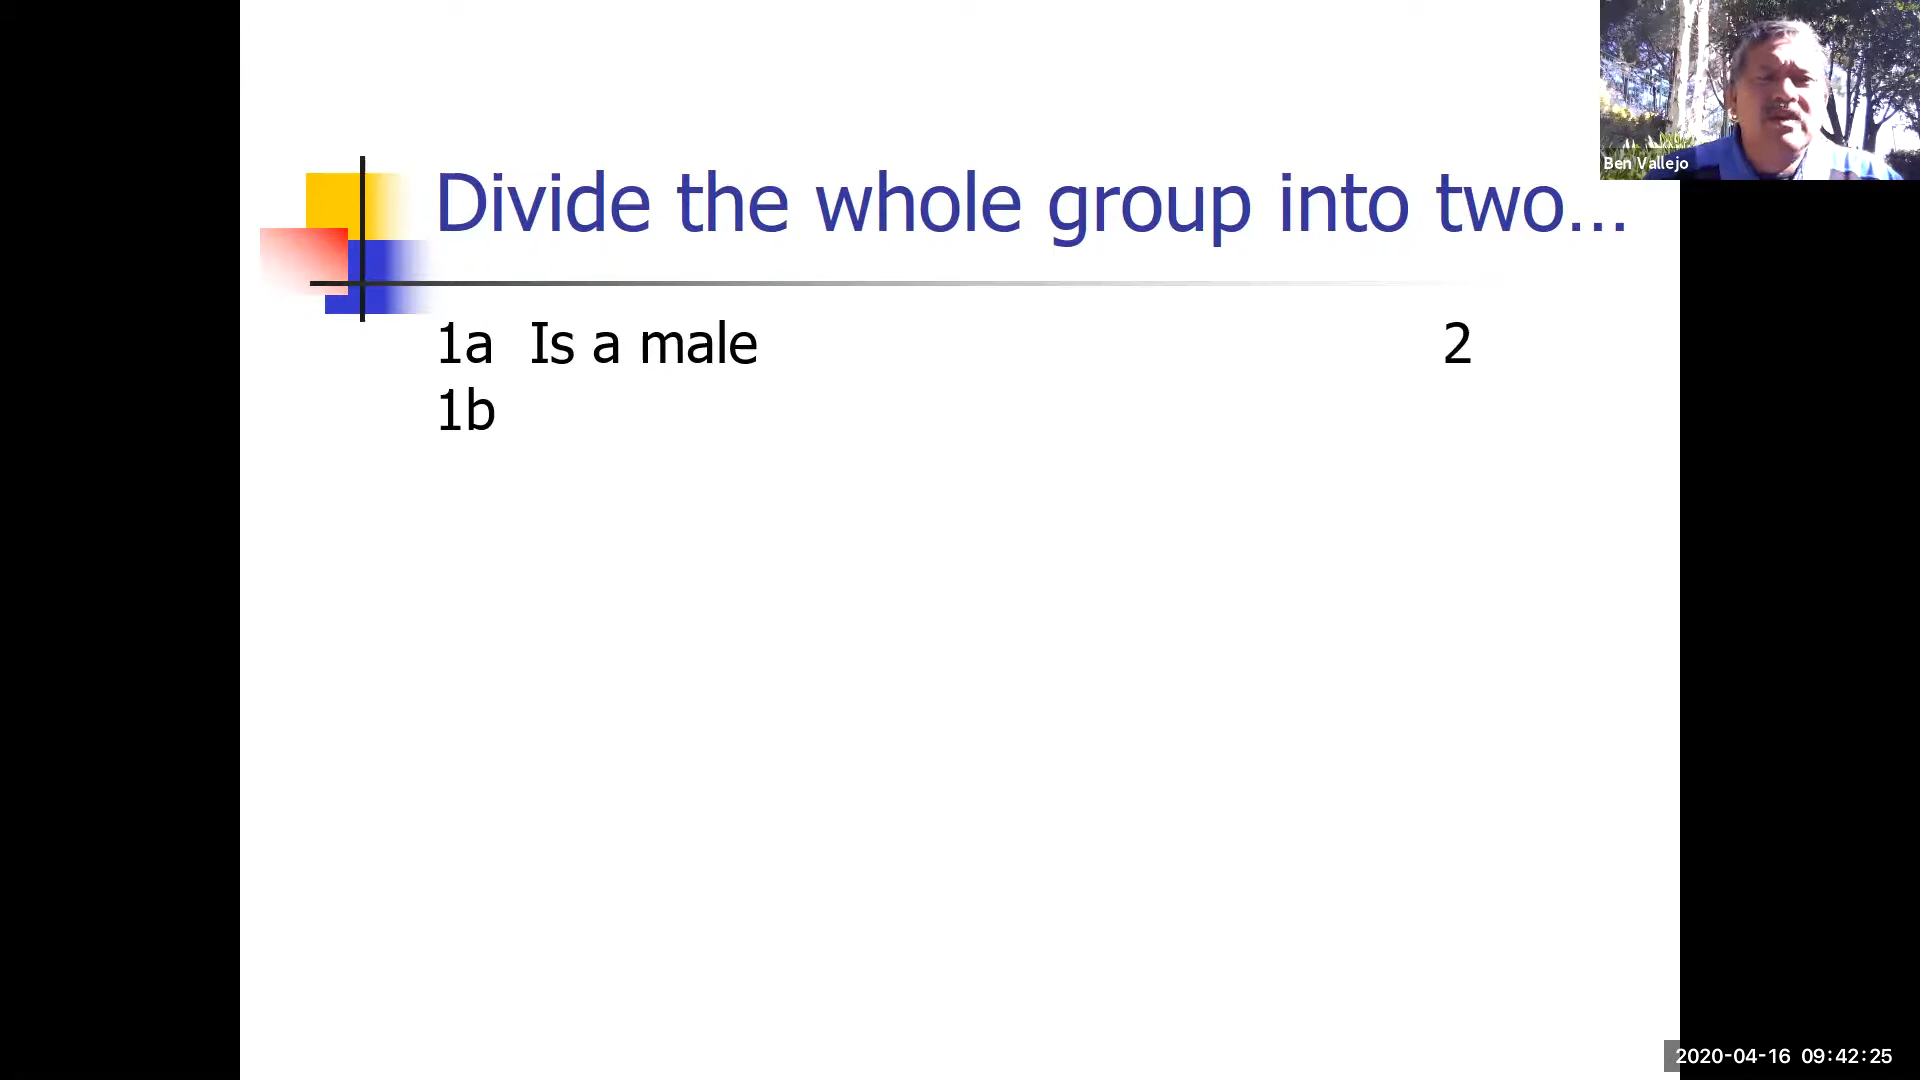 Divide the whole group into two...
1a Is a male 2
1b
Ben Vallejo
2020-04-16 09:42:25